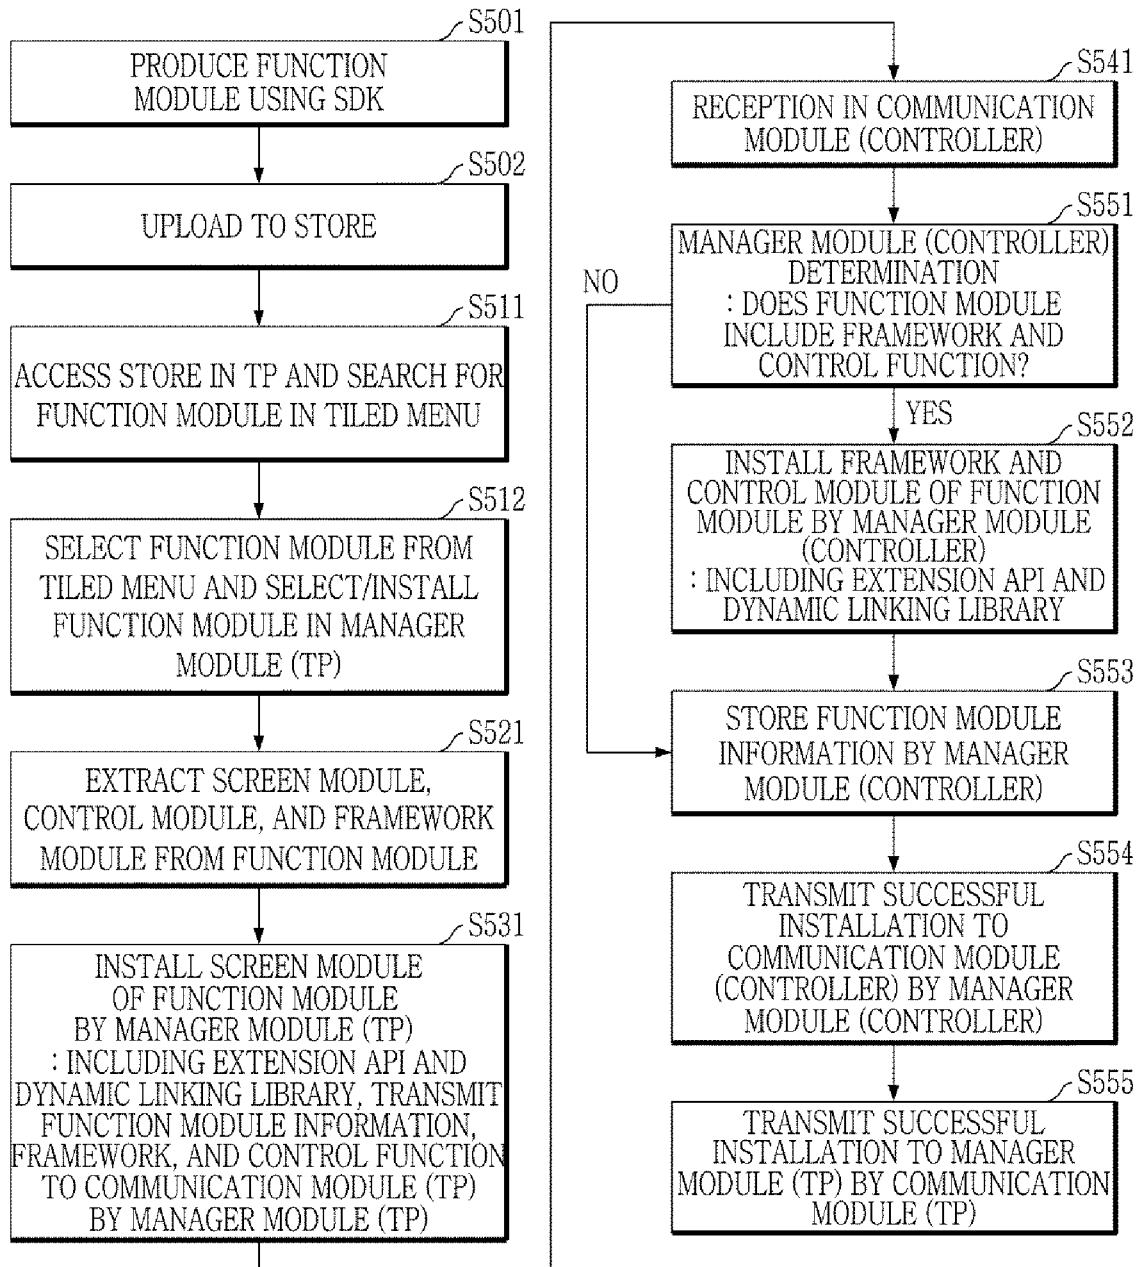 S501
PRODUCE FUNCTION
MODULE USING SDK
S502
UPLOAD TO STORE
S511
ACCESS STORE IN TP AND SEARCH FOR
FUNCTION MODULE IN TILED MENU
S512
SELECT FUNCTION MODULE FROM
TILED MENU AND SELECT/INSTALL
FUNCTION MODULE IN MANAGER
MODULE (TP)
S521
EXTRACT SCREEN MODULE,
CONTROL MODULE, AND FRAMEWORK
MODULE FROM FUNCTION MODULE
S531
INSTALL SCREEN MODULE
OF FUNCTION MODULE
BY MANAGER MODULE (TP)
: INCLUDING EXTENSION API AND
DYNAMIC LINKING LIBRARY, TRANSMIT
FUNCTION MODULE INFORMATION,
FRAMEWORK, AND CONTROL FUNCTION
TO COMMUNICATION MODULE (TP)
BY MANAGER MODULE (TP)
S541
RECEPTION IN COMMUNICATION
MODULE (CONTROLLER)
S551
MANAGER MODULE (CONTROLLER)
DETERMINATION
: DOES FUNCTION MODULE
INCLUDE FRAMEWORK AND
CONTROL FUNCTION?
NO
YES
S552
INSTALL FRAMEWORK AND
CONTROL MODULE OF FUNCTION
MODULE BY MANAGER MODULE
(CONTROLLER)
: INCLUDING EXTENSION API AND
DYNAMIC LINKING LIBRARY
S553
STORE FUNCTION MODULE
INFORMATION BY MANAGER
MODULE (CONTROLLER)
S554
TRANSMIT SUCCESSFUL
INSTALLATION TO
COMMUNICATION MODULE
(CONTROLLER) BY MANAGER
MODULE (CONTROLLER)
S555
TRANSMIT SUCCESSFUL
INSTALLATION TO MANAGER
MODULE (TP) BY COMMUNICATION
MODULE (TP)